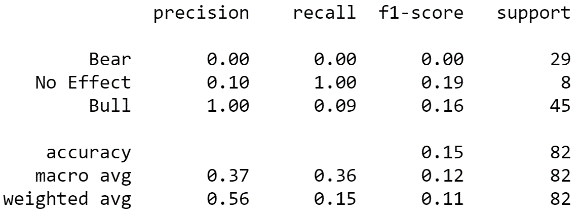 precision recall f1-score support
Bear 0.00 0.00 0.00 29
No Effect 0.10 1.00 0.19 8
Bull 1.00 0.09 0.16 45
accuracy 0.15 82
macro avg 0.37 0.36 0.12 82
weighted avg 0.56 0.15 0.11 82